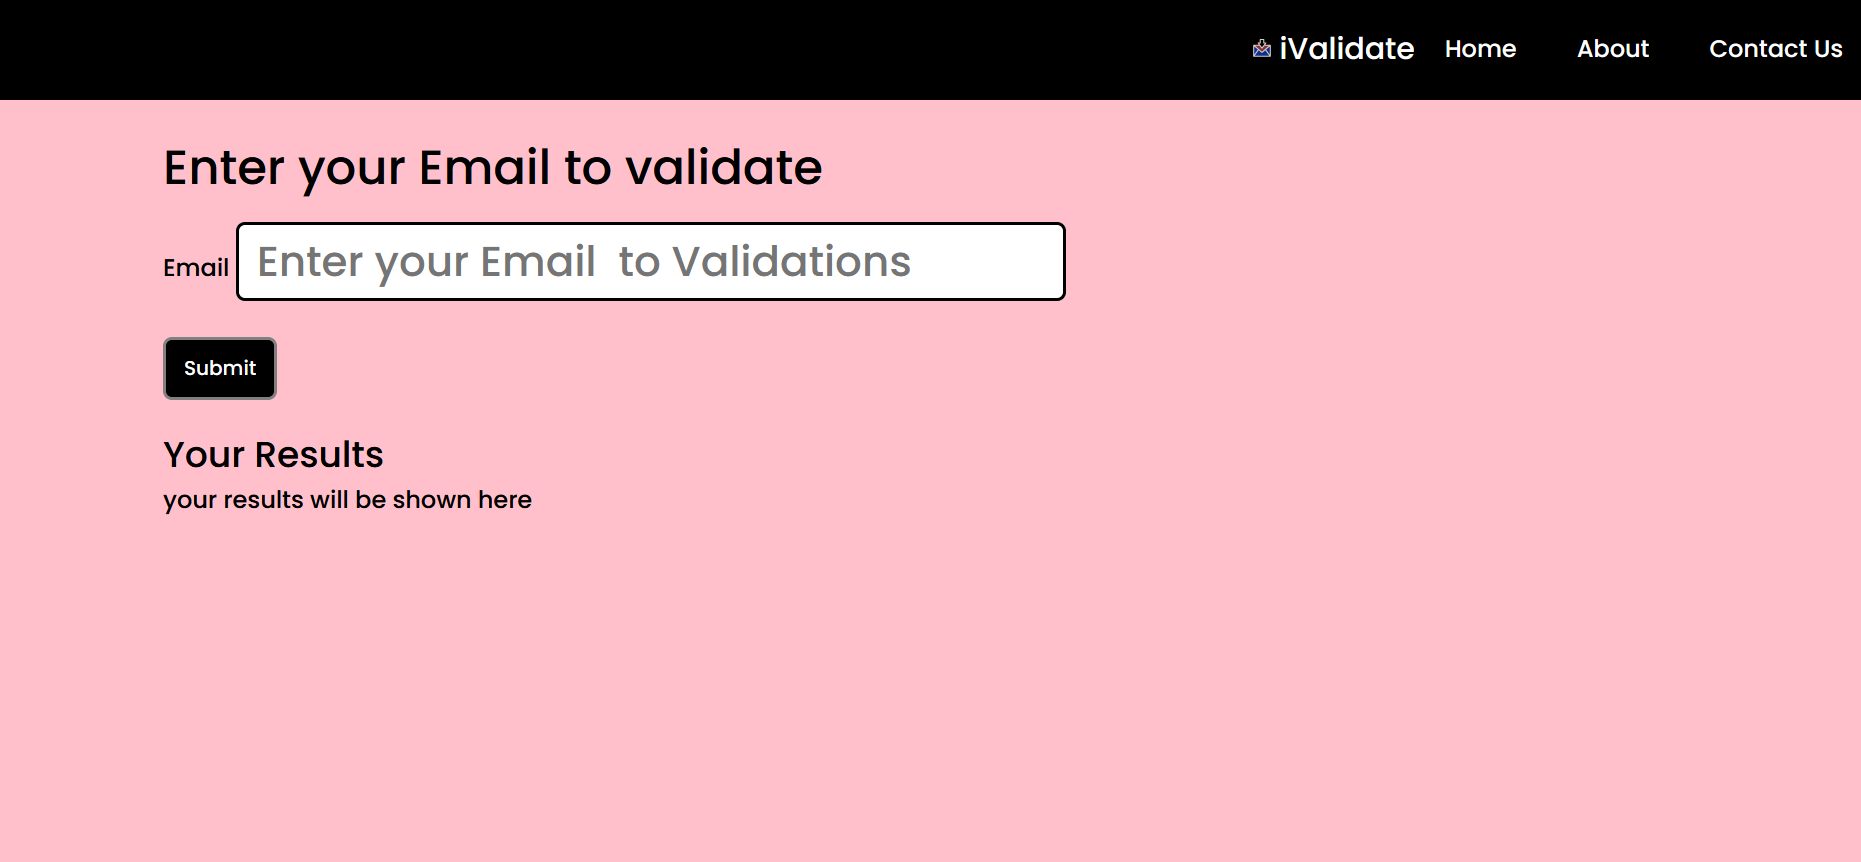 iValidate Home About Contact Us
Enter your Email to validate
Email Enter your Email  to Validations
Submit
Your Results
your results will be shown here